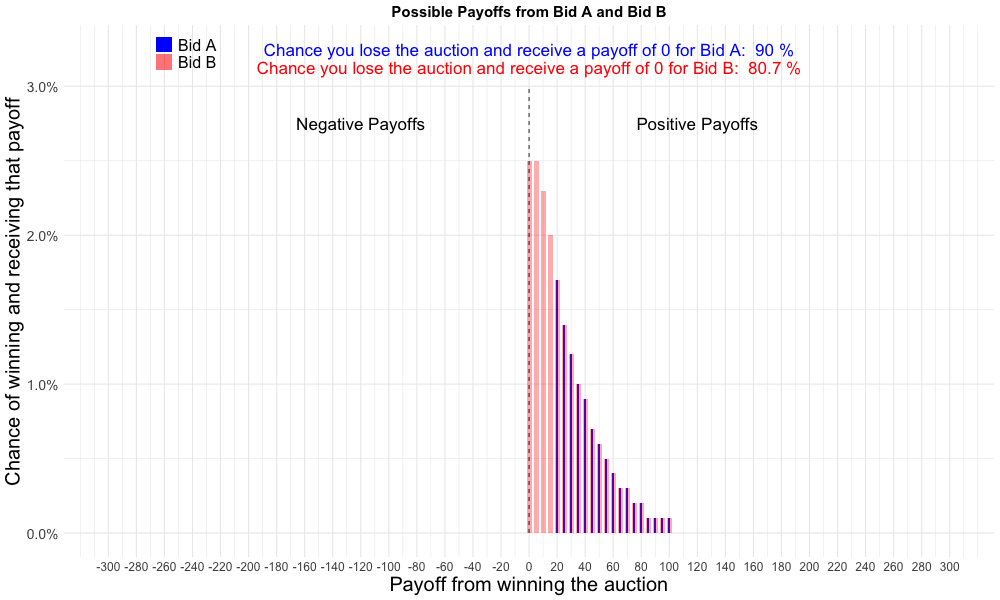 Possible Payoffs from Bid A and Bid B
Bid A
Bid B
Chance you lose the auction and receive a payoff of 0 for Bid A:  90 %
Chance you lose the auction and receive a payoff of 0 for Bid B:  80.7 %
Negative Payoffs
Positive Payoffs
Chance of winning and receiving that payoff
3.0%
2.0%
1.0%
0.0%
-300 -280 -260 -240 -220 -200 -180 -160 -140 -120 -100 -80 -60 -40 -20 0 20 40 60 80 100 120 140 160 180 200 220 240 260 280 300
Payoff from winning the auction